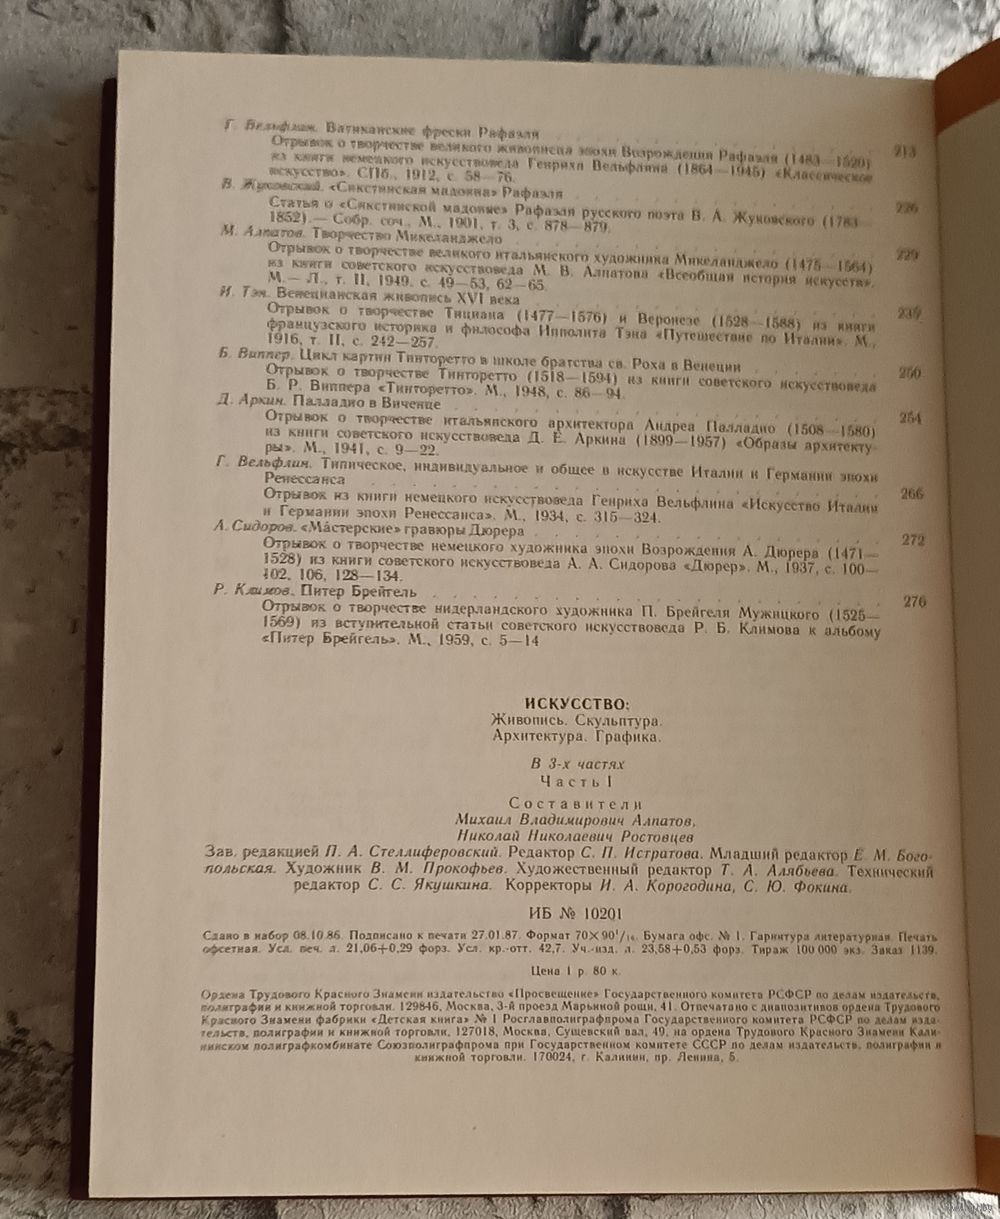 Г. Вельфлин. Ватиканские фрески Рафаэля . . . . . . . . . . 213
Отрывок о творчестве великого живописца эпохи Возрождения Рафаэля (1483—1520)
из книги немецкого искусствоведа Генриха Вельфлина (1864—1945) «Классическое
искусство». СПб., 1912, с. 58—76.
В. Жуковский. «Сикстинская мадонна» Рафаэля . . . . . . . . . . 226
Статья о «Сикстинской мадонне» Рафаэля русского поэта В. А. Жуковского (1783—
1852).— Собр. соч., М., 1901, т. 3, с. 878—879.
М. Алпатов. Творчество Микеланджело . . . . . . . . . . 229
Отрывок о творчестве великого итальянского художника Микеланджело (1475—1564)
из книги советского искусствоведа М. В. Алпатова «Всеобщая история искусств».
М.— Л., т. II, 1949. с. 49—53, 62—65.
И. Тэн. Венецианская живопись XVI века . . . . . . . . . . 239
Отрывок о творчестве Тициана (1477—1576) и Веронезе (1528—1588) из книги
французского историка и философа Ипполита Тэна «Путешествие по Италии». М.,
1916, т. II, с. 242—257.
Б. Виппер. Цикл картин Тинторетто в школе братства св. Роха в Венеции . . . . . 250
Отрывок о творчестве Тинторетто (1518—1594) из книги советского искусствоведа
Б. Р. Виппера «Тинторетто». М., 1948, с. 86—94.
Д. Аркин. Палладио в Виченце . . . . . . . . . . 254
Отрывок о творчестве итальянского архитектора Андреа Палладио (1508—1580)
из книги советского искусствоведа Д. Е. Аркина (1899—1957) «Образы архитекту-
ры». М., 1941, с. 9—22.
Г. Вельфлин. Типическое, индивидуальное и общее в искусстве Италии и Германии эпохи
Ренессанса . . . . . . . . . . 266
Отрывок из книги немецкого искусствоведа Генриха Вельфлина «Искусство Италии
и Германии эпохи Ренессанса». М., 1934, с. 315—324.
А. Сидоров. «Мастерские» гравюры Дюрера . . . . . . . . . . 272
Отрывок о творчестве немецкого художника эпохи Возрождения А. Дюрера (1471—
1528) из книги советского искусствоведа А. А. Сидорова «Дюрер». М., 1937, с. 100—
102, 106, 128—134.
Р. Климов. Питер Брейгель . . . . . . . . . . 276
Отрывок о творчестве нидерландского художника П. Брейгеля Мужицкого (1525—
1569) из вступительной статьи советского искусствоведа Р. Б. Климова к альбому
«Питер Брейгель». М., 1959, с. 5—14
ИСКУССТВО:
Живопись. Скульптура.
Архитектура. Графика.
В 3-х частях
Часть I
Составители
Михаил Владимирович Алпатов,
Николай Николаевич Ростовцев
Зав. редакцией П. А. Стеллиферовский. Редактор С. П. Истратова. Младший редактор Е. М. Бого-
польская. Художник В. М. Прокофьев. Художественный редактор Т. А. Алябьева. Технический
редактор С. С. Якушкина. Корректоры И. А. Корогодина, С. Ю. Фокина.
ИБ № 10201
Сдано в набор 08.10.86. Подписано к печати 27.01.87. Формат 70×90¹/₁₆. Бумага офс. № 1. Гарнитура литературная. Печать
офсетная. Усл. печ. л. 21,06+0,29 форз. Усл. кр.-отт. 42,7. Уч.-изд. л. 23,58+0,53 форз. Тираж 100 000 экз. Заказ 1139.
Цена 1 р. 80 к.
Ордена Трудового Красного Знамени издательство «Просвещение» Государственного комитета РСФСР по делам издательств,
полиграфии и книжной торговли. 129846, Москва, 3-й проезд Марьиной рощи, 41. Отпечатано с диапозитивов ордена Трудового
Красного Знамени фабрики «Детская книга» № 1 Росглавполиграфпрома Государственного комитета РСФСР по делам изда-
тельств, полиграфии и книжной торговли, 127018, Москва, Сущевский вал, 49, на ордена Трудового Красного Знамени Кали-
нинском полиграфкомбинате Союзполиграфпрома при Государственном комитете СССР по делам издательств, полиграфии и
книжной торговли. 170024, г. Калинин, пр. Ленина, 5.